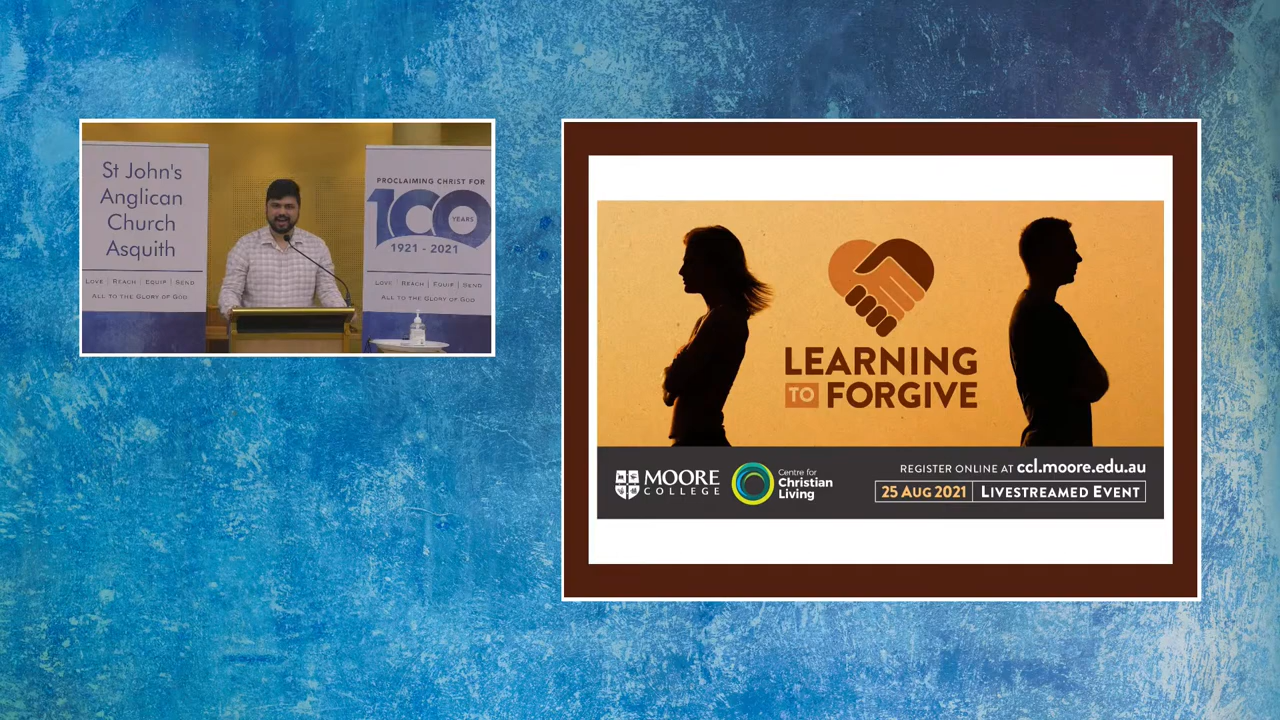 St John's
Anglican
Church
Asquith
LOVE | REACH | EQUIP | SEND
ALL TO THE GLORY OF GOD
PROCLAIMING CHRIST FOR
100
YEARS
1921 - 2021
LOVE | REACH | EQUIP | SEND
ALL TO THE GLORY OF GOD
LEARNING
TO FORGIVE
MOORE
COLLEGE
Centre for
Christian
Living
REGISTER ONLINE AT ccl.moore.edu.au
25 AUG 2021 | LIVESTREAMED EVENT